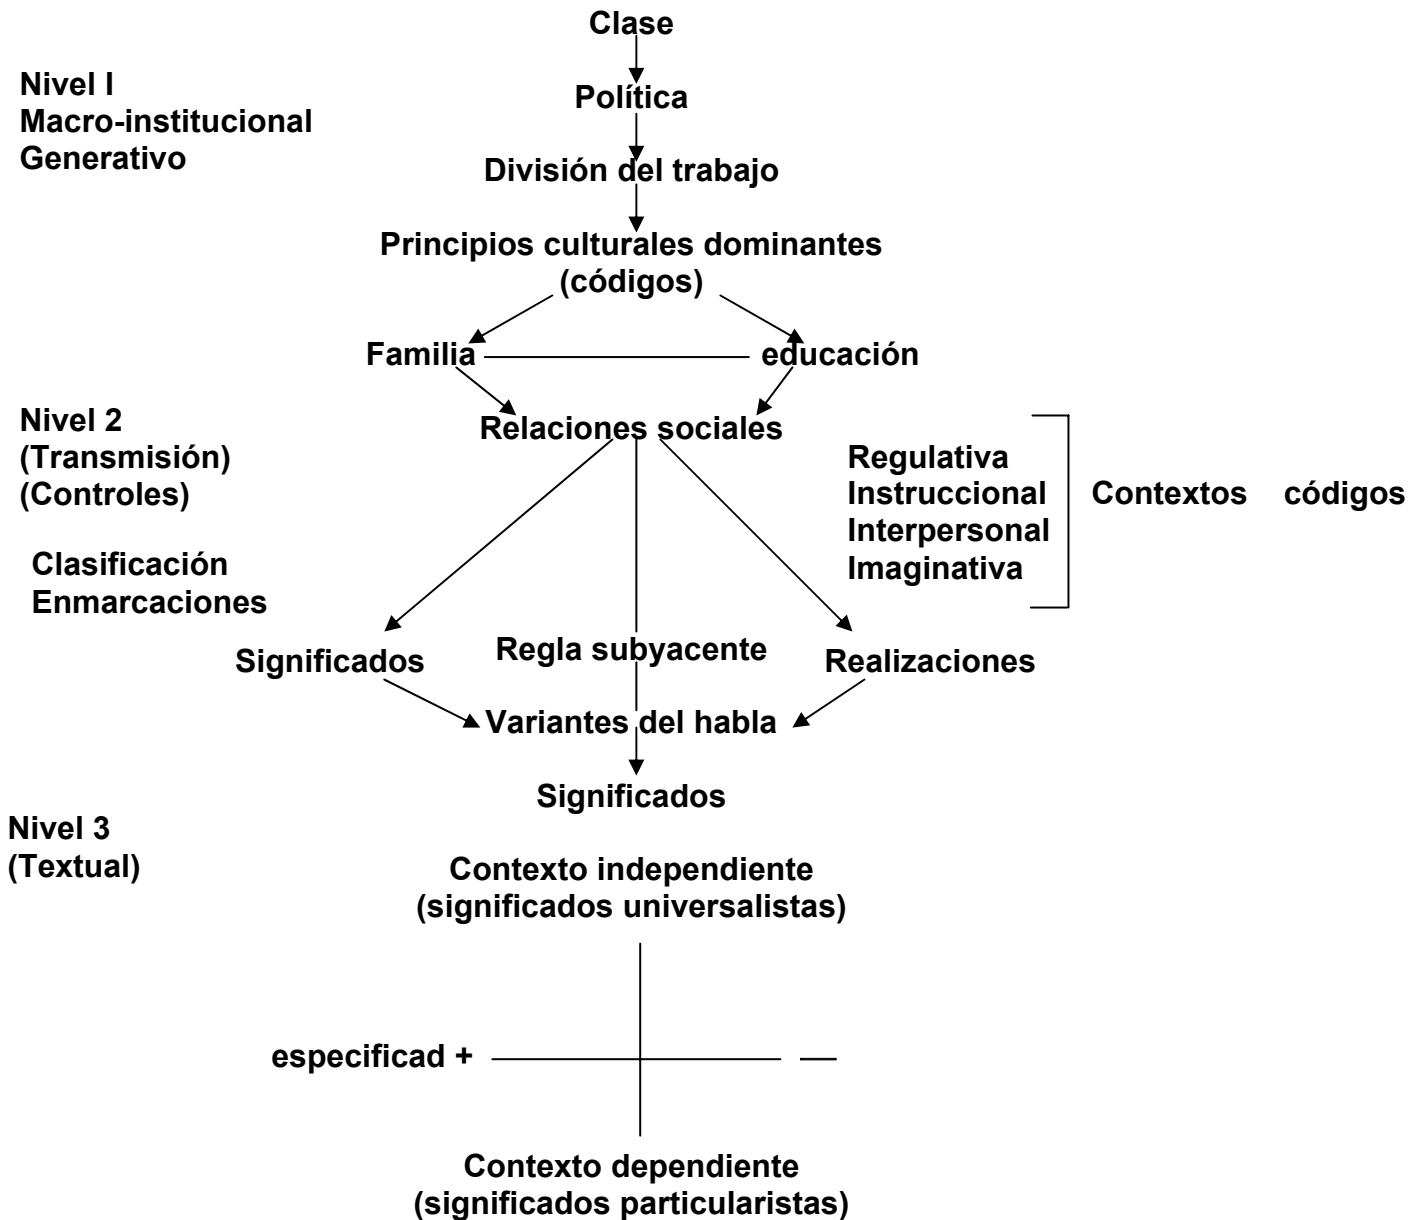 Clase
Nivel I
Macro-institucional
Generativo
Política
División del trabajo
Principios culturales dominantes
(códigos)
Familia
educación
Nivel 2
(Transmisión)
(Controles)
Relaciones sociales
Regulativa
Instruccional
Interpersonal
Imaginativa
Contextos códigos
Clasificación
Enmarcaciones
Significados
Regla subyacente
Realizaciones
Variantes del habla
Significados
Nivel 3
(Textual)
Contexto independiente
(significados universalistas)
especificad + —
Contexto dependiente
(significados particularistas)